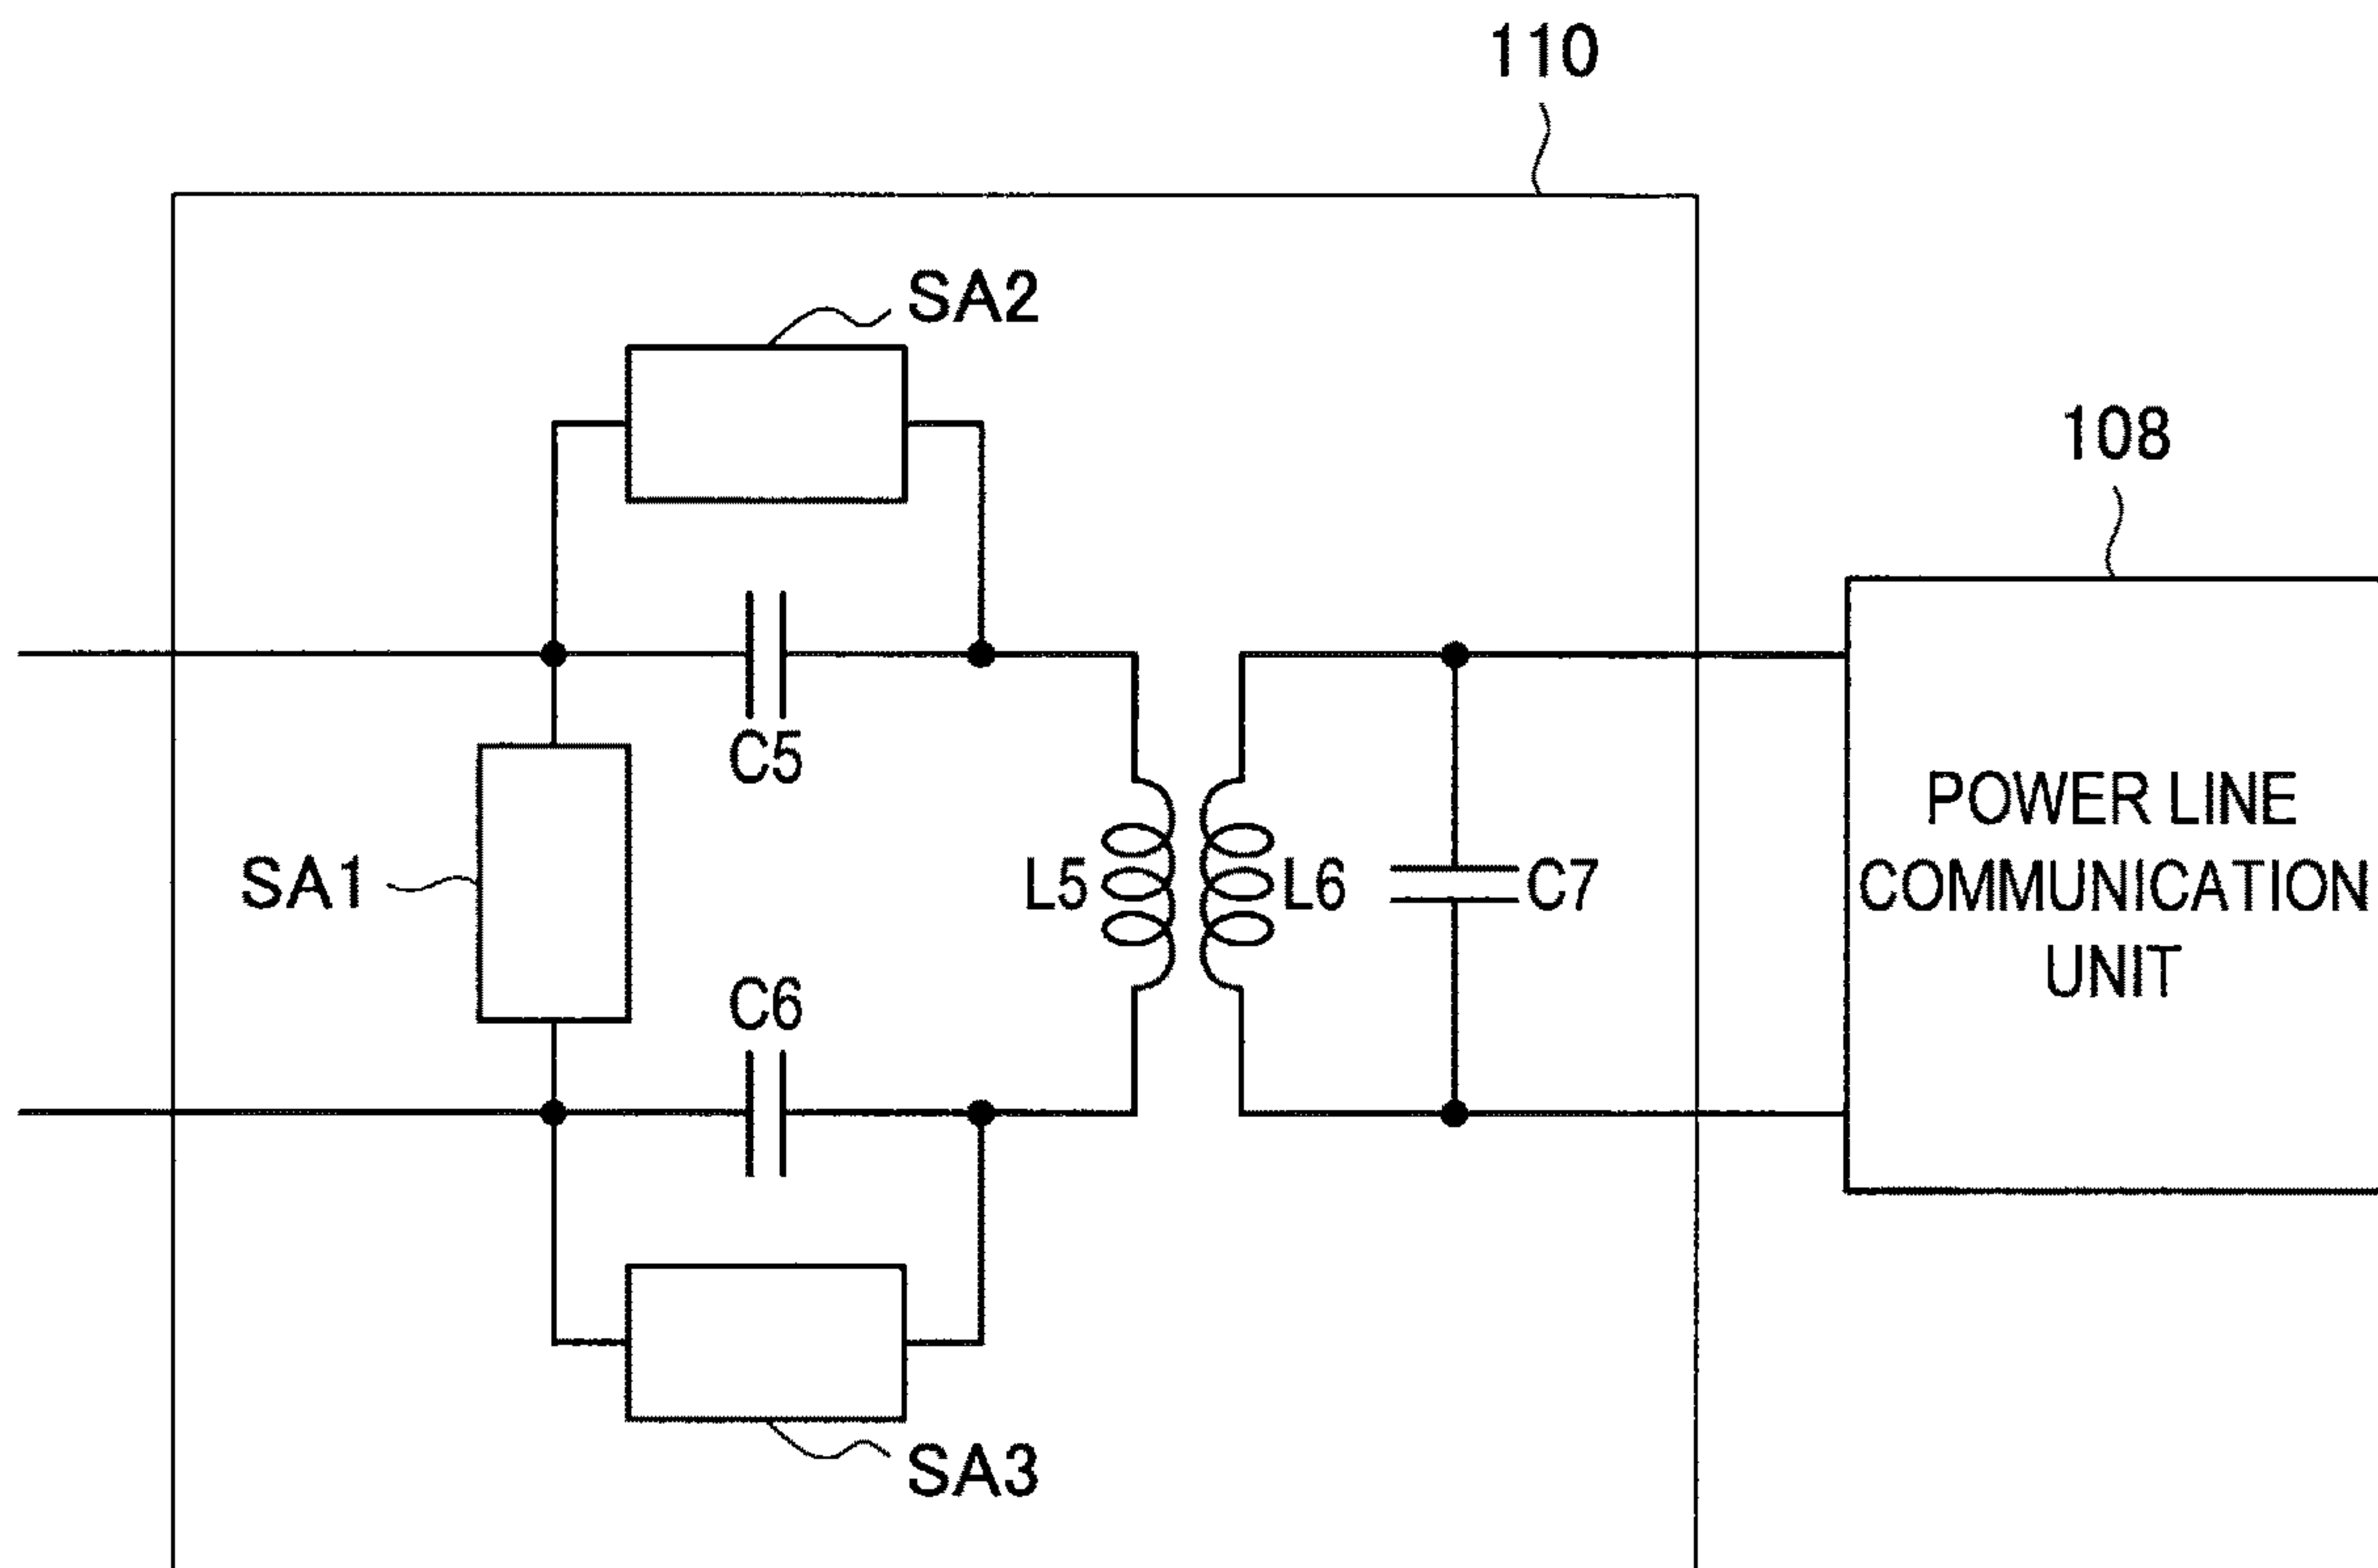 110
SA2
108
C5
SA1
L5
L6
C7
POWER LINE
COMMUNICATION
UNIT
C6
SA3